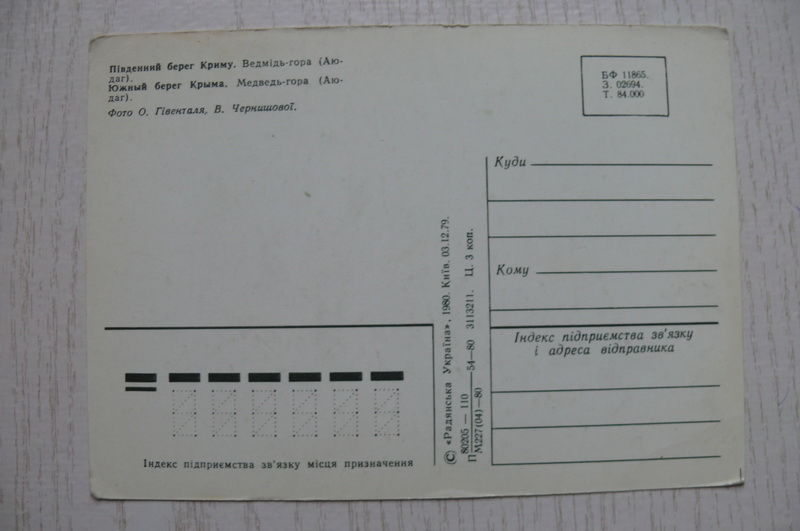 Південний берег Криму. Ведмідь-гора (Аю-
даг).
Южный берег Крыма. Медведь-гора (Аю-
даг).
Фото О. Гівенталя, В. Чернишової.
БФ 11865.
З. 02694.
Т. 84.000
Куди
Кому
Індекс підприємства зв'язку
і адреса відправника
© «Радянська Україна», 1980. Київ. 03.12.79.
П 80205 — 110
М227(04)—80
54—80 3113211. Ц. 3 коп.
Індекс підприємства зв'язку місця призначення